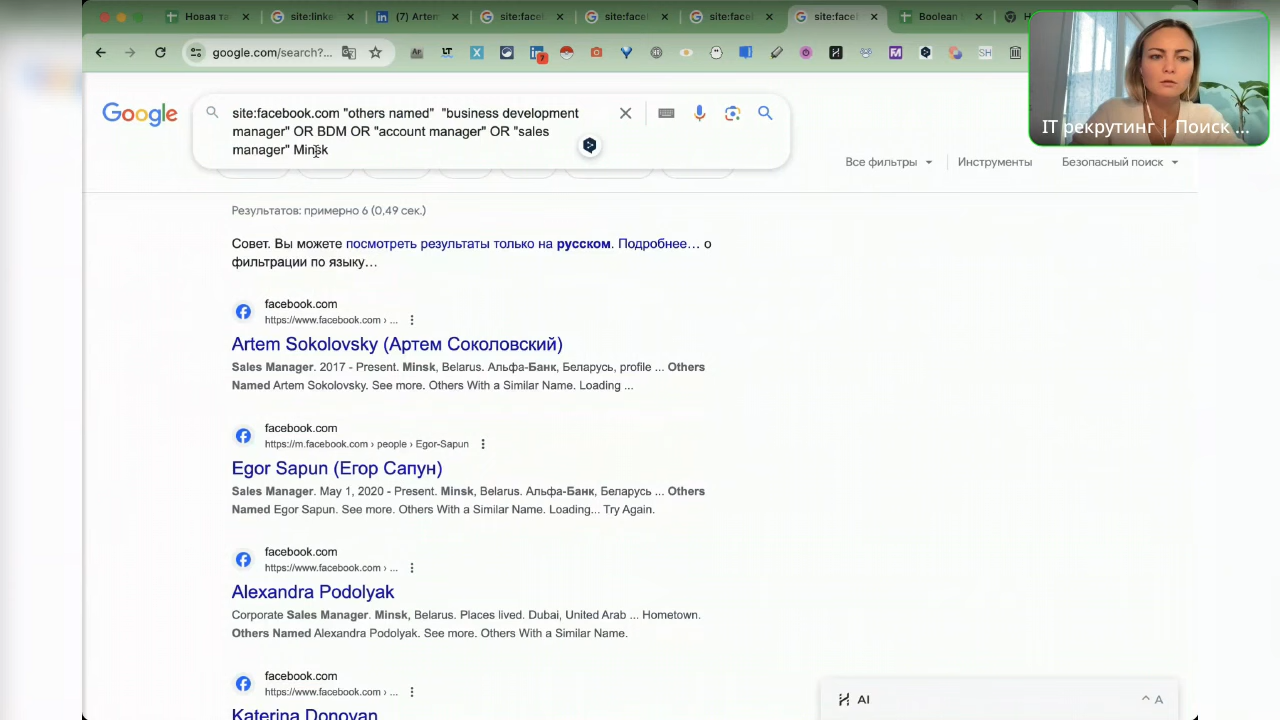 Новая та
site:linke
(7) Artem
site:facel
site:facel
site:facel
site:facel
Boolean
google.com/search?...
7
SH
IT рекрутинг | Поиск ...
Google
site:facebook.com "others named"  "business development
manager" OR BDM OR "account manager" OR "sales
manager" Minsk
Все фильтры
Инструменты
Безопасный поиск
Результатов: примерно 6 (0,49 сек.)
Совет. Вы можете посмотреть результаты только на русском. Подробнее… о
фильтрации по языку…
facebook.com
https://www.facebook.com › ...
Artem Sokolovsky (Артем Соколовский)
Sales Manager. 2017 - Present. Minsk, Belarus. Альфа-Банк, Беларусь, profile ... Others
Named Artem Sokolovsky. See more. Others With a Similar Name. Loading ...
facebook.com
https://m.facebook.com › people › Egor-Sapun
Egor Sapun (Егор Сапун)
Sales Manager. May 1, 2020 - Present. Minsk, Belarus. Альфа-Банк, Беларусь ... Others
Named Egor Sapun. See more. Others With a Similar Name. Loading... Try Again.
facebook.com
https://www.facebook.com › ...
Alexandra Podolyak
Corporate Sales Manager. Minsk, Belarus. Places lived. Dubai, United Arab ... Hometown.
Others Named Alexandra Podolyak. See more. Others With a Similar Name.
facebook.com
https://www.facebook.com › ...
Katerina Donovan
AI
A